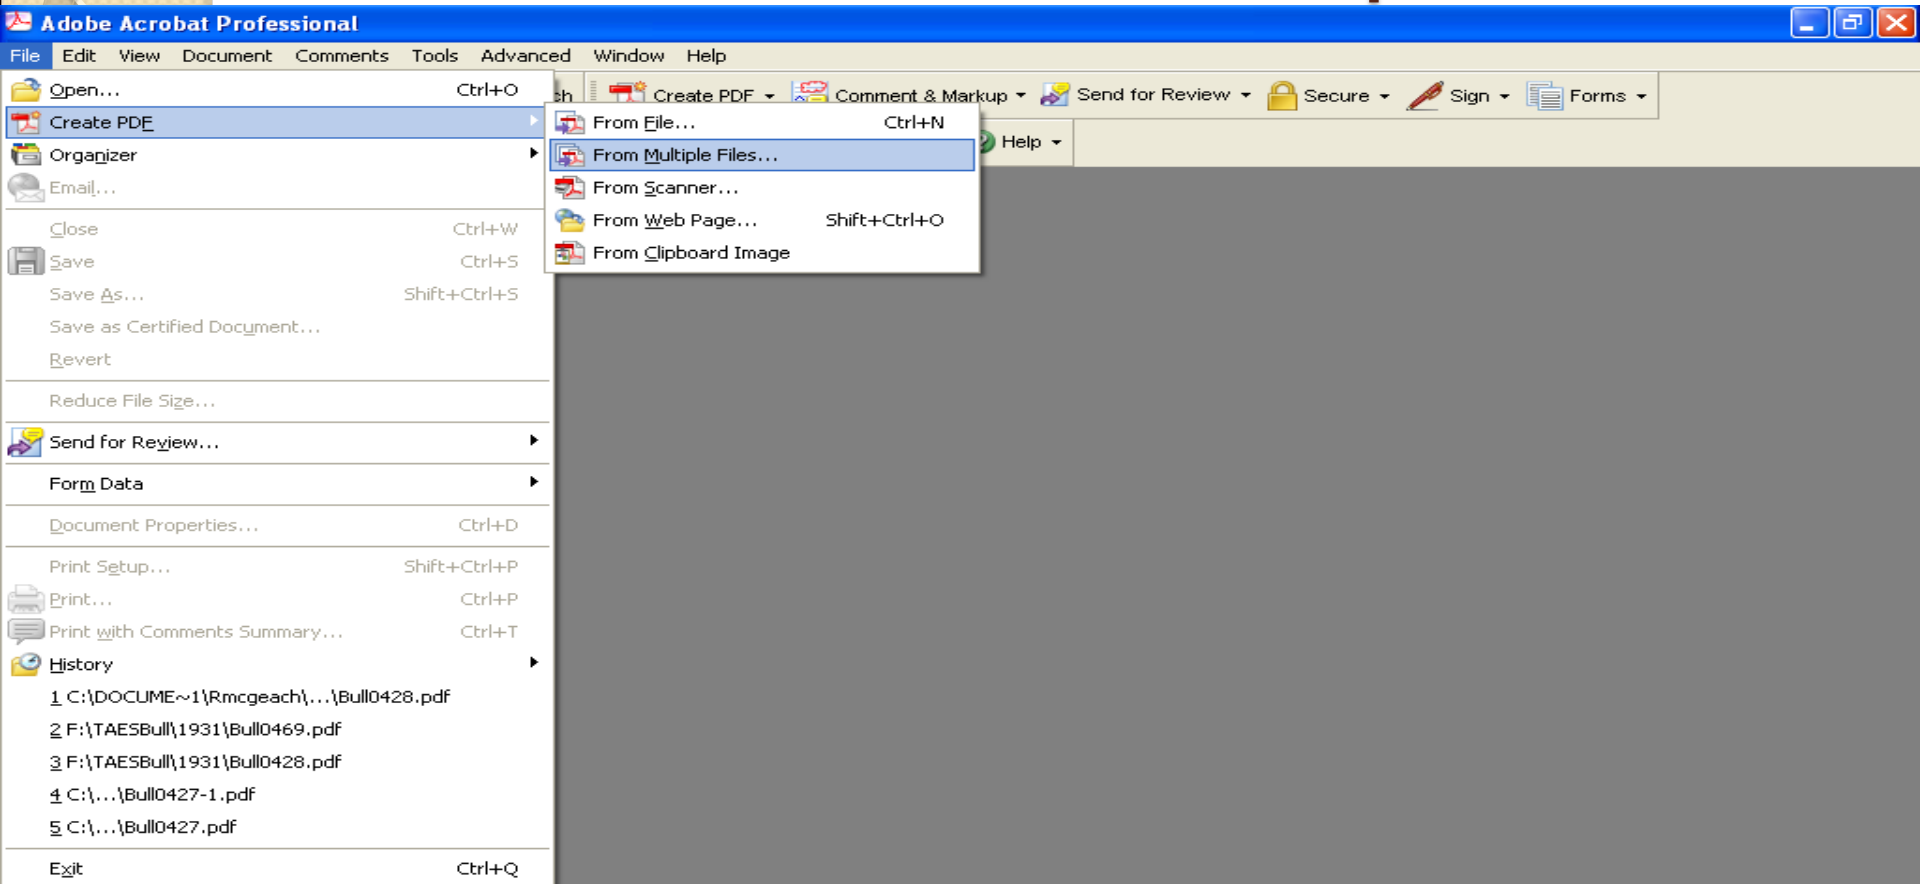 Adobe Acrobat Professional
File Edit View Document Comments Tools Advanced Window Help
Open... Ctrl+O
Create PDF
Organizer
Email...
Close Ctrl+W
Save Ctrl+S
Save As... Shift+Ctrl+S
Save as Certified Document...
Revert
Reduce File Size...
Send for Review...
Form Data
Document Properties... Ctrl+D
Print Setup... Shift+Ctrl+P
Print... Ctrl+P
Print with Comments Summary... Ctrl+T
History
1 C:\DOCUME~1\Rmcgeach\...\Bull0428.pdf
2 F:\TAESBull\1931\Bull0469.pdf
3 F:\TAESBull\1931\Bull0428.pdf
4 C:\...\Bull0427-1.pdf
5 C:\...\Bull0427.pdf
Exit Ctrl+Q
ch Create PDF Comment & Markup Send for Review Secure Sign Forms
Help
From File... Ctrl+N
From Multiple Files...
From Scanner...
From Web Page... Shift+Ctrl+O
From Clipboard Image